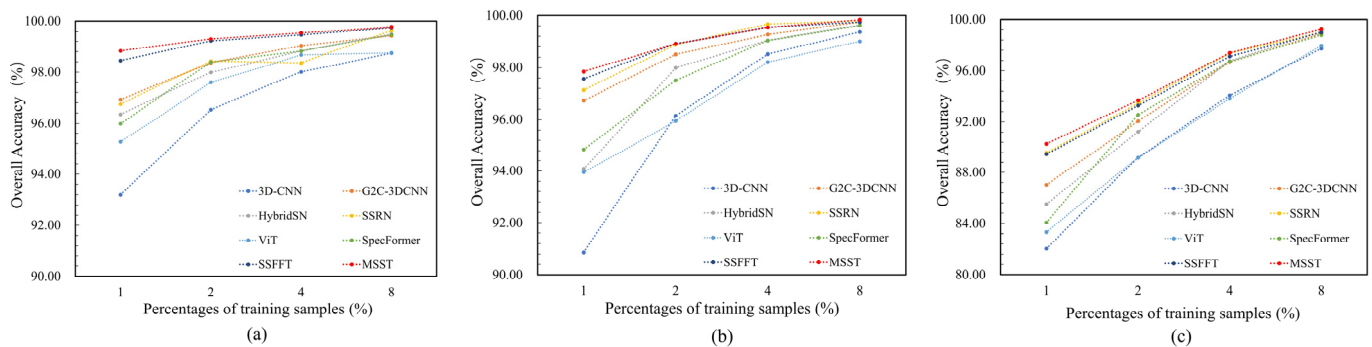 Overall Accuracy (%)
100.00
98.00
96.00
94.00
92.00
90.00
3D-CNN G2C-3DCNN
HybridSN SSRN
ViT SpecFormer
SSFFT MSST
1 2 4 8
Percentages of training samples (%)
(a)
Overall Accuracy (%)
100.00
98.00
96.00
94.00
92.00
90.00
3D-CNN G2C-3DCNN
HybridSN SSRN
ViT SpecFormer
SSFFT MSST
1 2 4 8
Percentages of training samples (%)
(b)
Overall Accuracy (%)
100.00
96.00
92.00
88.00
84.00
80.00
3D-CNN G2C-3DCNN
HybridSN SSRN
ViT SpecFormer
SSFFT MSST
1 2 4 8
Percentages of training samples (%)
(c)